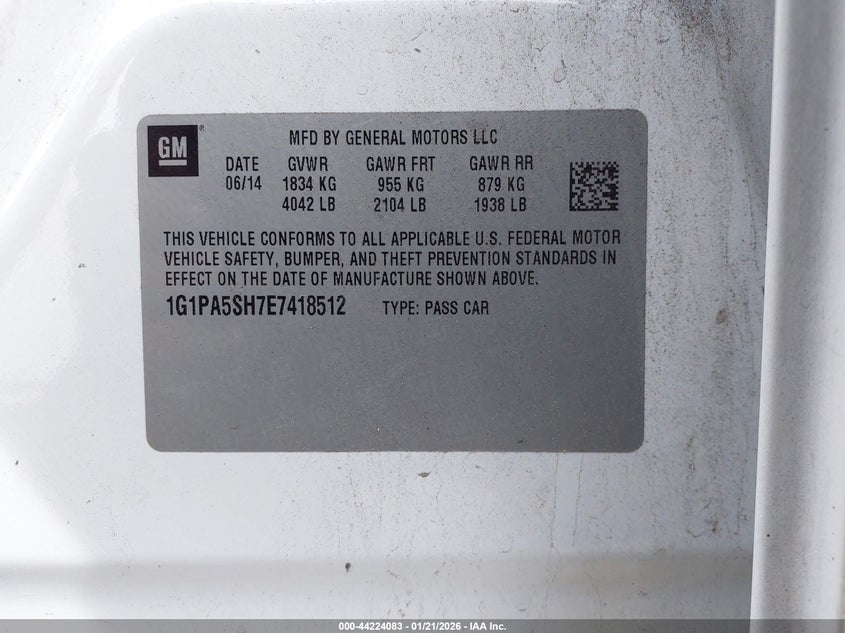 GM ®
MFD BY GENERAL MOTORS LLC
DATE GVWR GAWR FRT GAWR RR
06/14 1834 KG 955 KG 879 KG
4042 LB 2104 LB 1938 LB
THIS VEHICLE CONFORMS TO ALL APPLICABLE U.S. FEDERAL MOTOR
VEHICLE SAFETY, BUMPER, AND THEFT PREVENTION STANDARDS IN
EFFECT ON THE DATE OF MANUFACTURE SHOWN ABOVE.
1G1PA5SH7E7418512 TYPE: PASS CAR
000-44224083 - 01/21/2026 - IAA Inc.